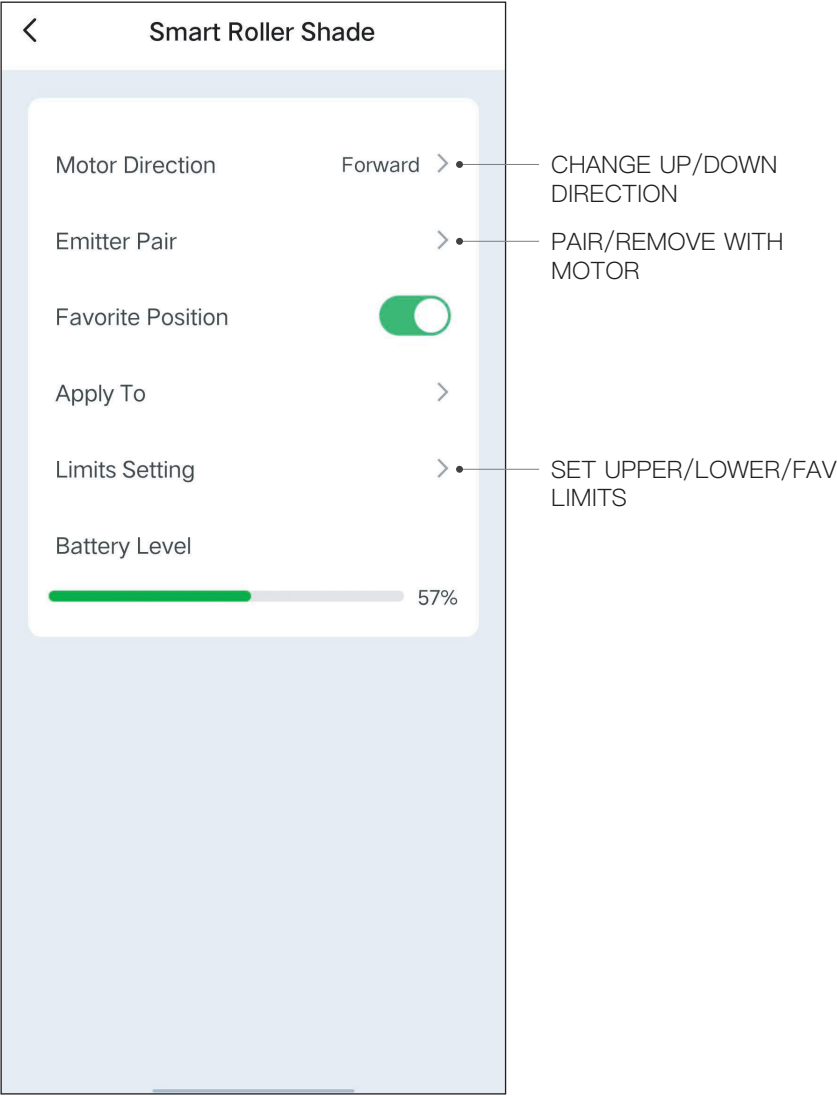 Smart Roller Shade
Motor Direction Forward
CHANGE UP/DOWN
DIRECTION
Emitter Pair
PAIR/REMOVE WITH
MOTOR
Favorite Position
Apply To
Limits Setting
SET UPPER/LOWER/FAV
LIMITS
Battery Level
57%